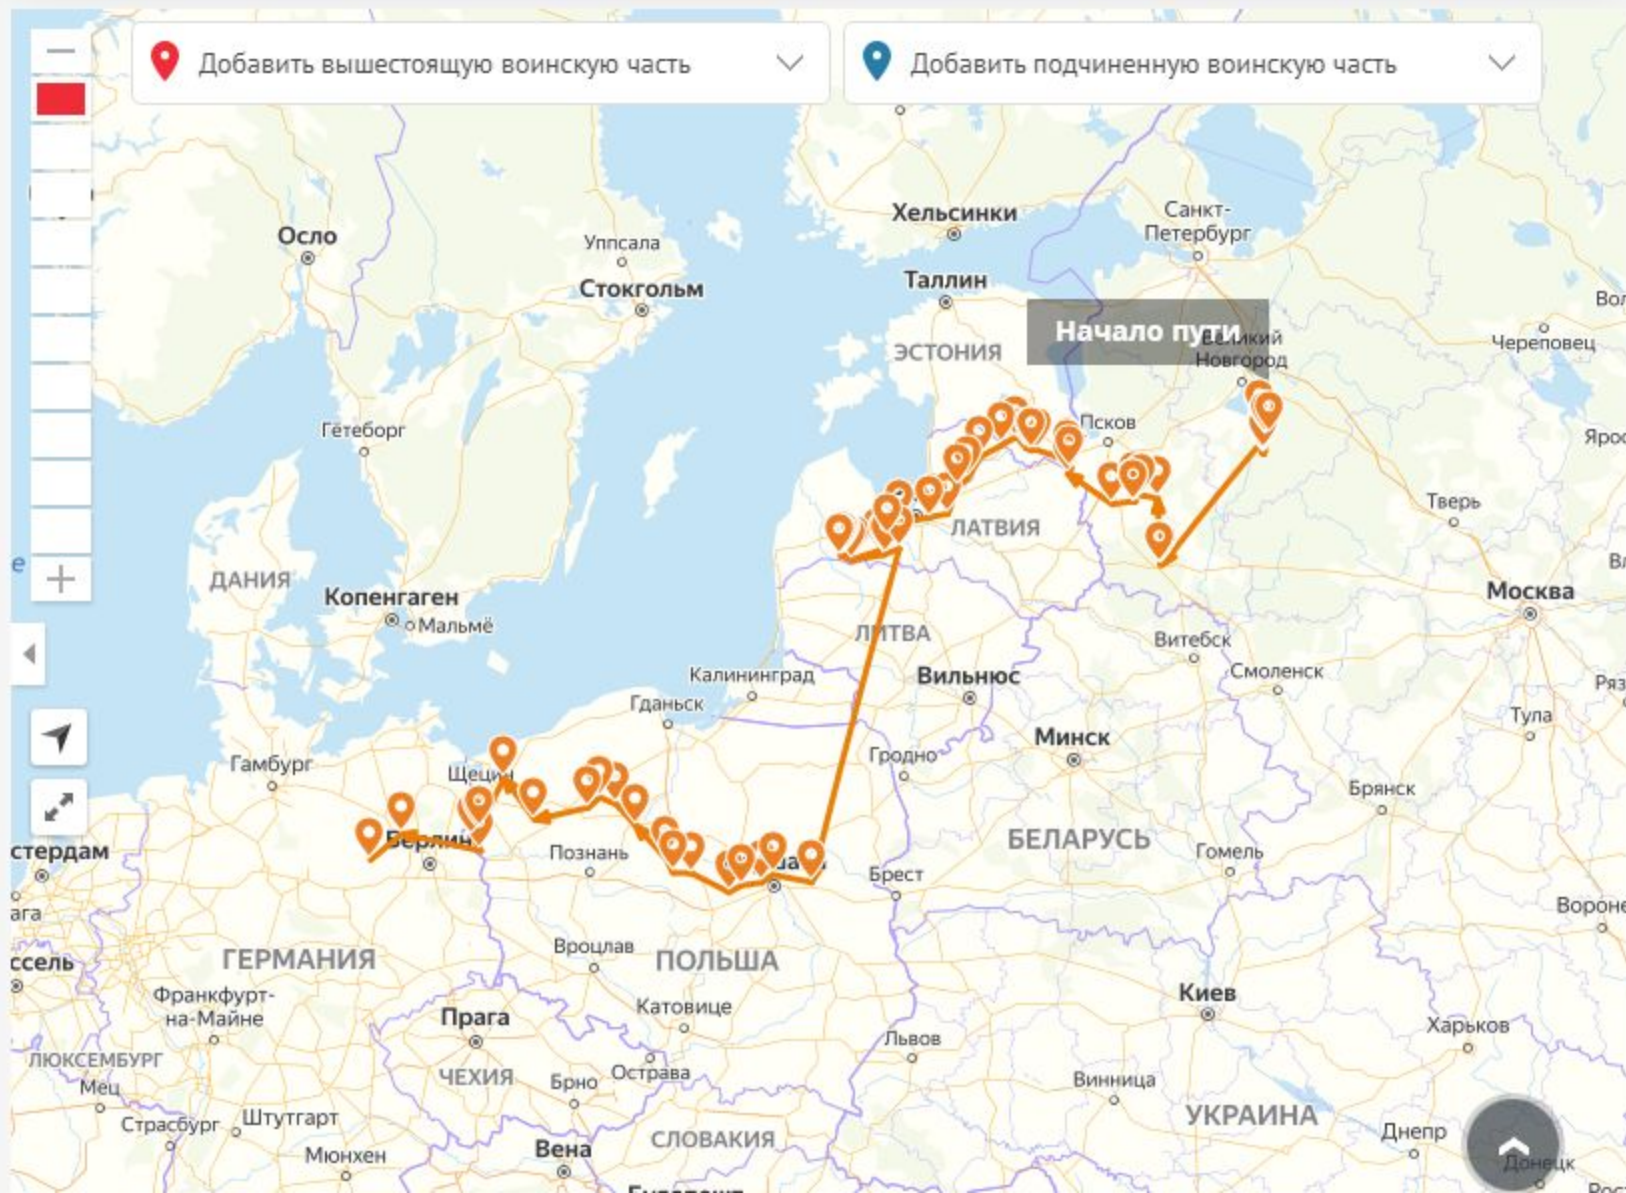 Добавить вышестоящую воинскую часть
Добавить подчиненную воинскую часть
Хельсинки
Санкт-
Петербург
Осло
Уппсала
Стокгольм
Таллин
Начало пути
Великий
Новгород
ЭСТОНИЯ
Череповец
Гётеборг
Псков
Тверь
ЛАТВИЯ
ДАНИЯ
Копенгаген
Мальмё
Москва
ЛИТВА
Витебск
Калининград
Вильнюс
Смоленск
Гданьск
Тула
Минск
Гродно
Гамбург
Щецин
Брянск
Берлин
БЕЛАРУСЬ
Познань
Гомель
стердам
Брест
ага
Вороне
Вроцлав
ГЕРМАНИЯ
ПОЛЬША
ссель
Франкфурт-
на-Майне
Катовице
Киев
Прага
Харьков
Львов
ЛЮКСЕМБУРГ
ЧЕХИЯ
Острава
Мец
Брно
Винница
Страсбург
Штутгарт
УКРАИНА
СЛОВАКИЯ
Днепр
Мюнхен
Вена
Донецк